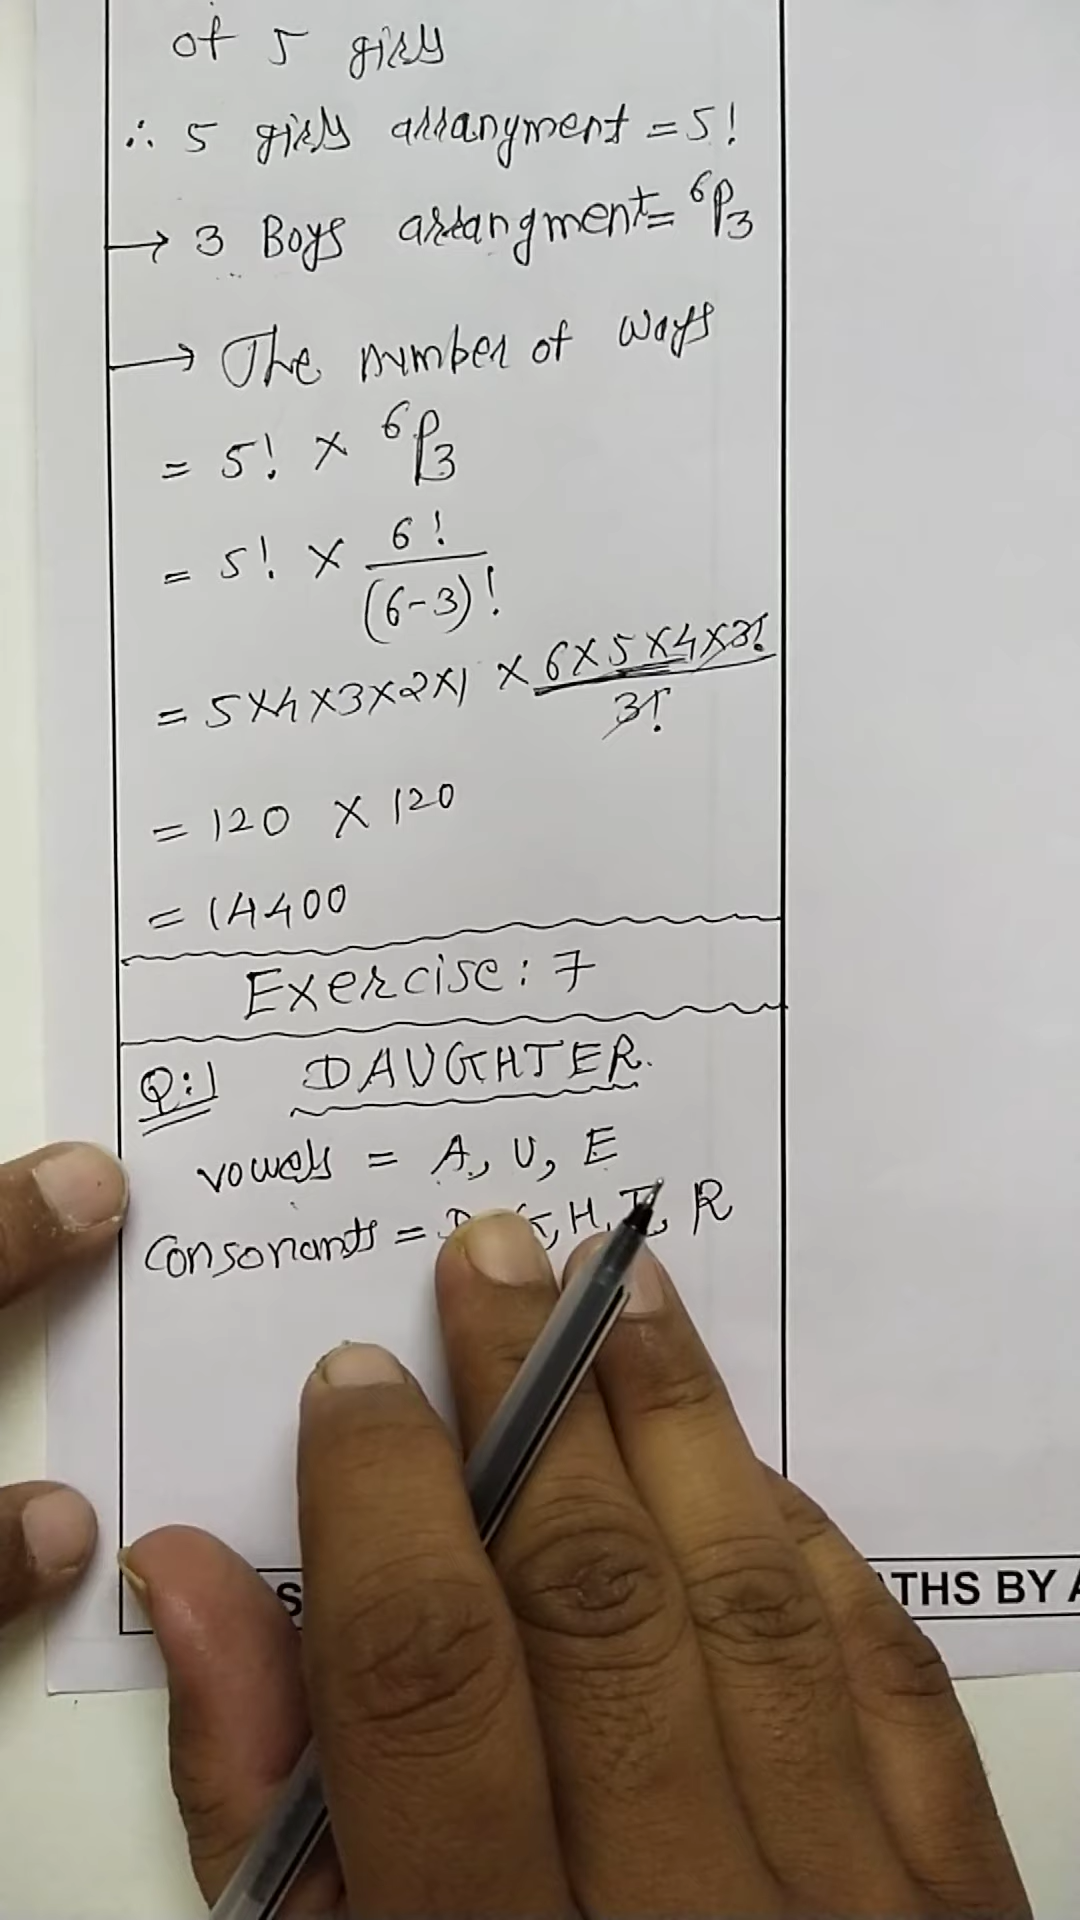 of 5 girls
∴ 5 girls arrangment = 5!
→ 3 Boys arrangment = ⁶P₃
→ The number of ways
= 5! × ⁶P₃
= 5! × 6! / (6-3)!
= 5×4×3×2×1 × 6×5×4×3! / 3!
= 120 × 120
= 14400
Exercise: 7
Q:1 DAUGHTER.
vowels = A, U, E
Consonants = D, G, H, T, R
THS BY A